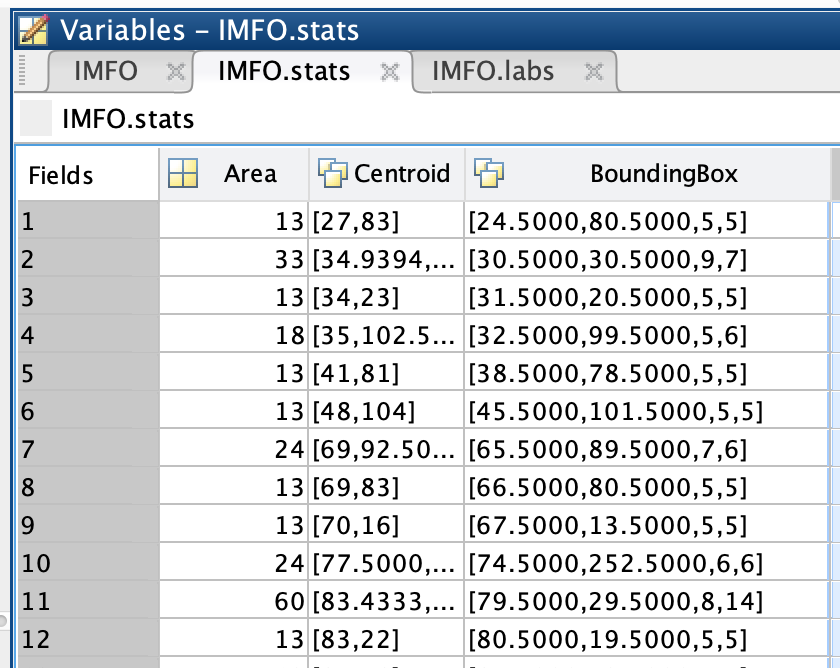 Variables – IMFO.stats
IMFO IMFO.stats IMFO.labs
IMFO.stats
Fields Area Centroid BoundingBox
1 13 [27,83] [24.5000,80.5000,5,5]
2 33 [34.9394,... [30.5000,30.5000,9,7]
3 13 [34,23] [31.5000,20.5000,5,5]
4 18 [35,102.5... [32.5000,99.5000,5,6]
5 13 [41,81] [38.5000,78.5000,5,5]
6 13 [48,104] [45.5000,101.5000,5,5]
7 24 [69,92.50... [65.5000,89.5000,7,6]
8 13 [69,83] [66.5000,80.5000,5,5]
9 13 [70,16] [67.5000,13.5000,5,5]
10 24 [77.5000,... [74.5000,252.5000,6,6]
11 60 [83.4333,... [79.5000,29.5000,8,14]
12 13 [83,22] [80.5000,19.5000,5,5]